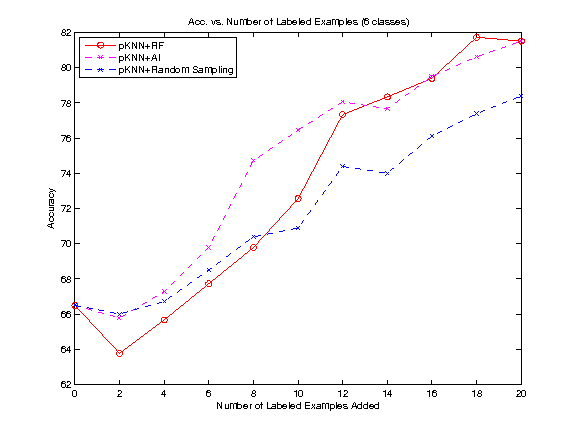 Acc. vs. Number of Labeled Examples (6 classes)
pKNN+RF
pKNN+AI
pKNN+Random Sampling
Accuracy
82
80
78
76
74
72
70
68
66
64
62
0 2 4 6 8 10 12 14 16 18 20
Number of Labeled Examples Added